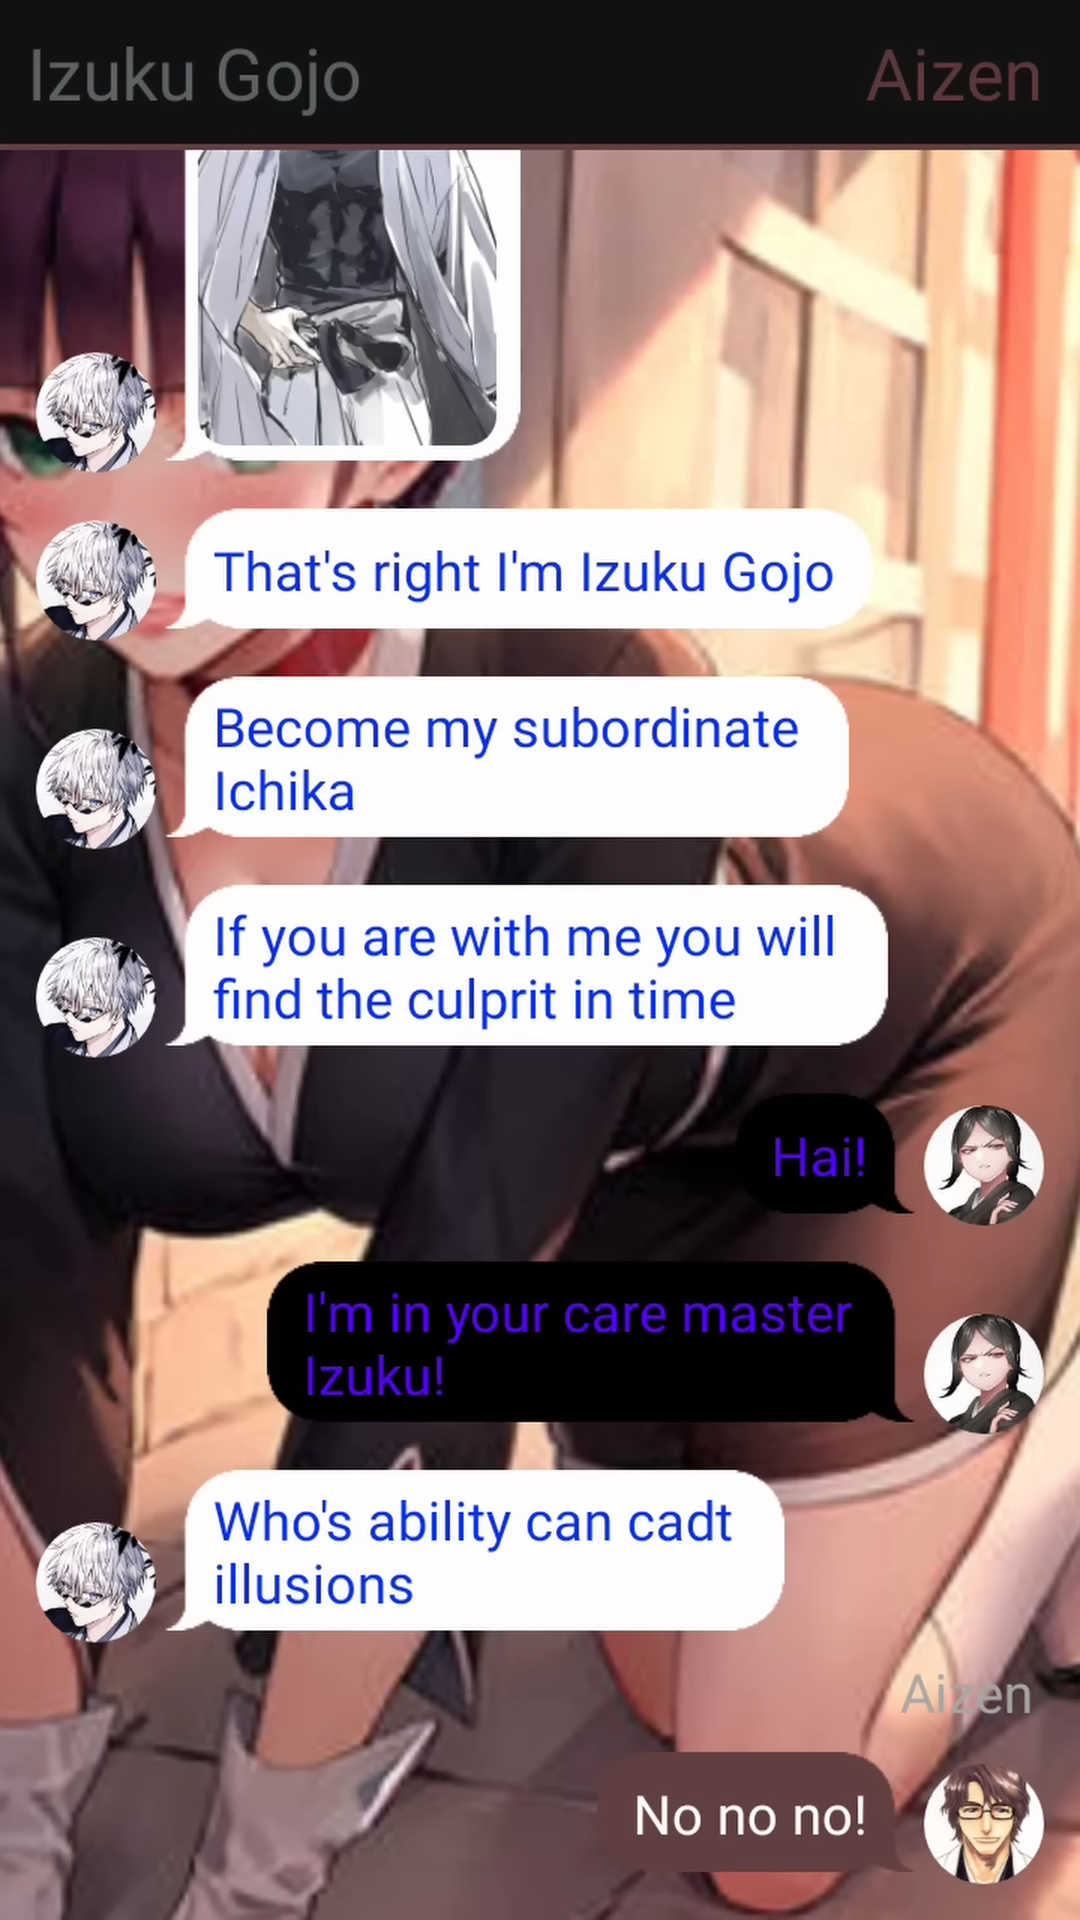 Izuku Gojo
Aizen
That's right I'm Izuku Gojo
Become my subordinate
Ichika
If you are with me you will
find the culprit in time
Hai!
I'm in your care master
Izuku!
Who's ability can cadt
illusions
Aizen
No no no!